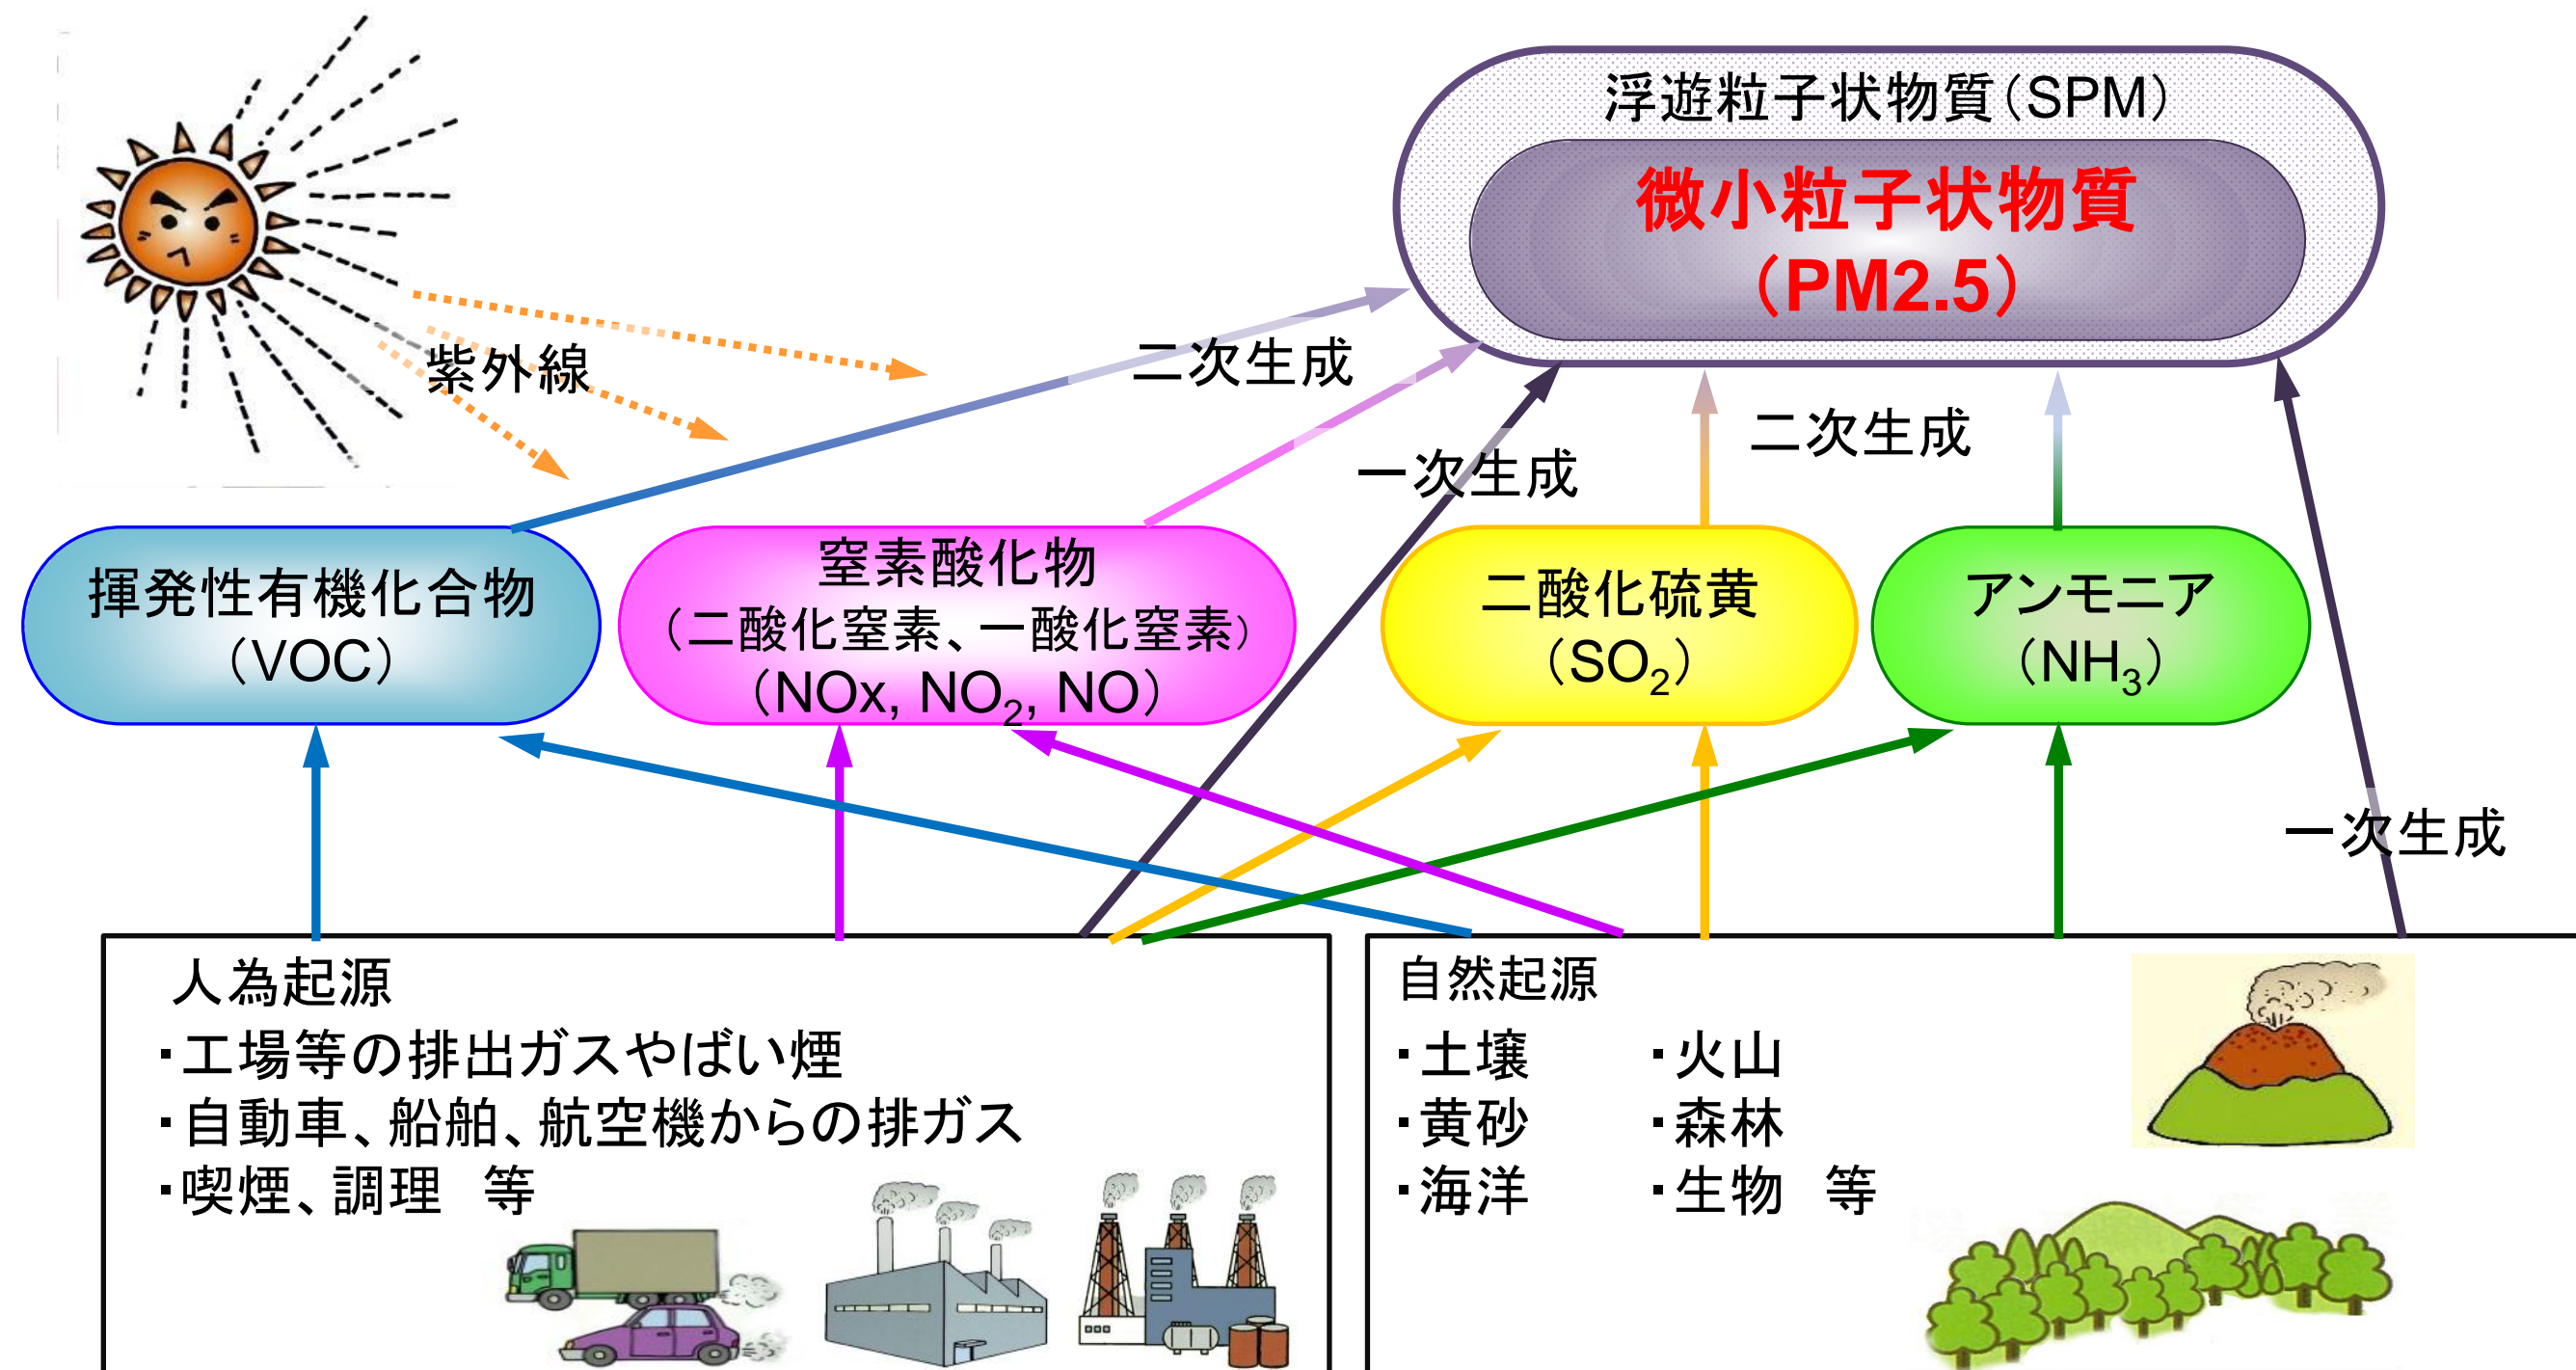 浮遊粒子状物質（SPM）
微小粒子状物質
（PM2.5）
紫外線
二次生成
一次生成
二次生成
揮発性有機化合物
（VOC）
窒素酸化物
（二酸化窒素、一酸化窒素）
（NOx, NO₂, NO）
二酸化硫黄
（SO₂）
アンモニア
（NH₃）
一次生成
人為起源
・工場等の排出ガスやばい煙
・自動車、船舶、航空機からの排ガス
・喫煙、調理　等
自然起源
・土壌　・火山
・黄砂　・森林
・海洋　・生物　等